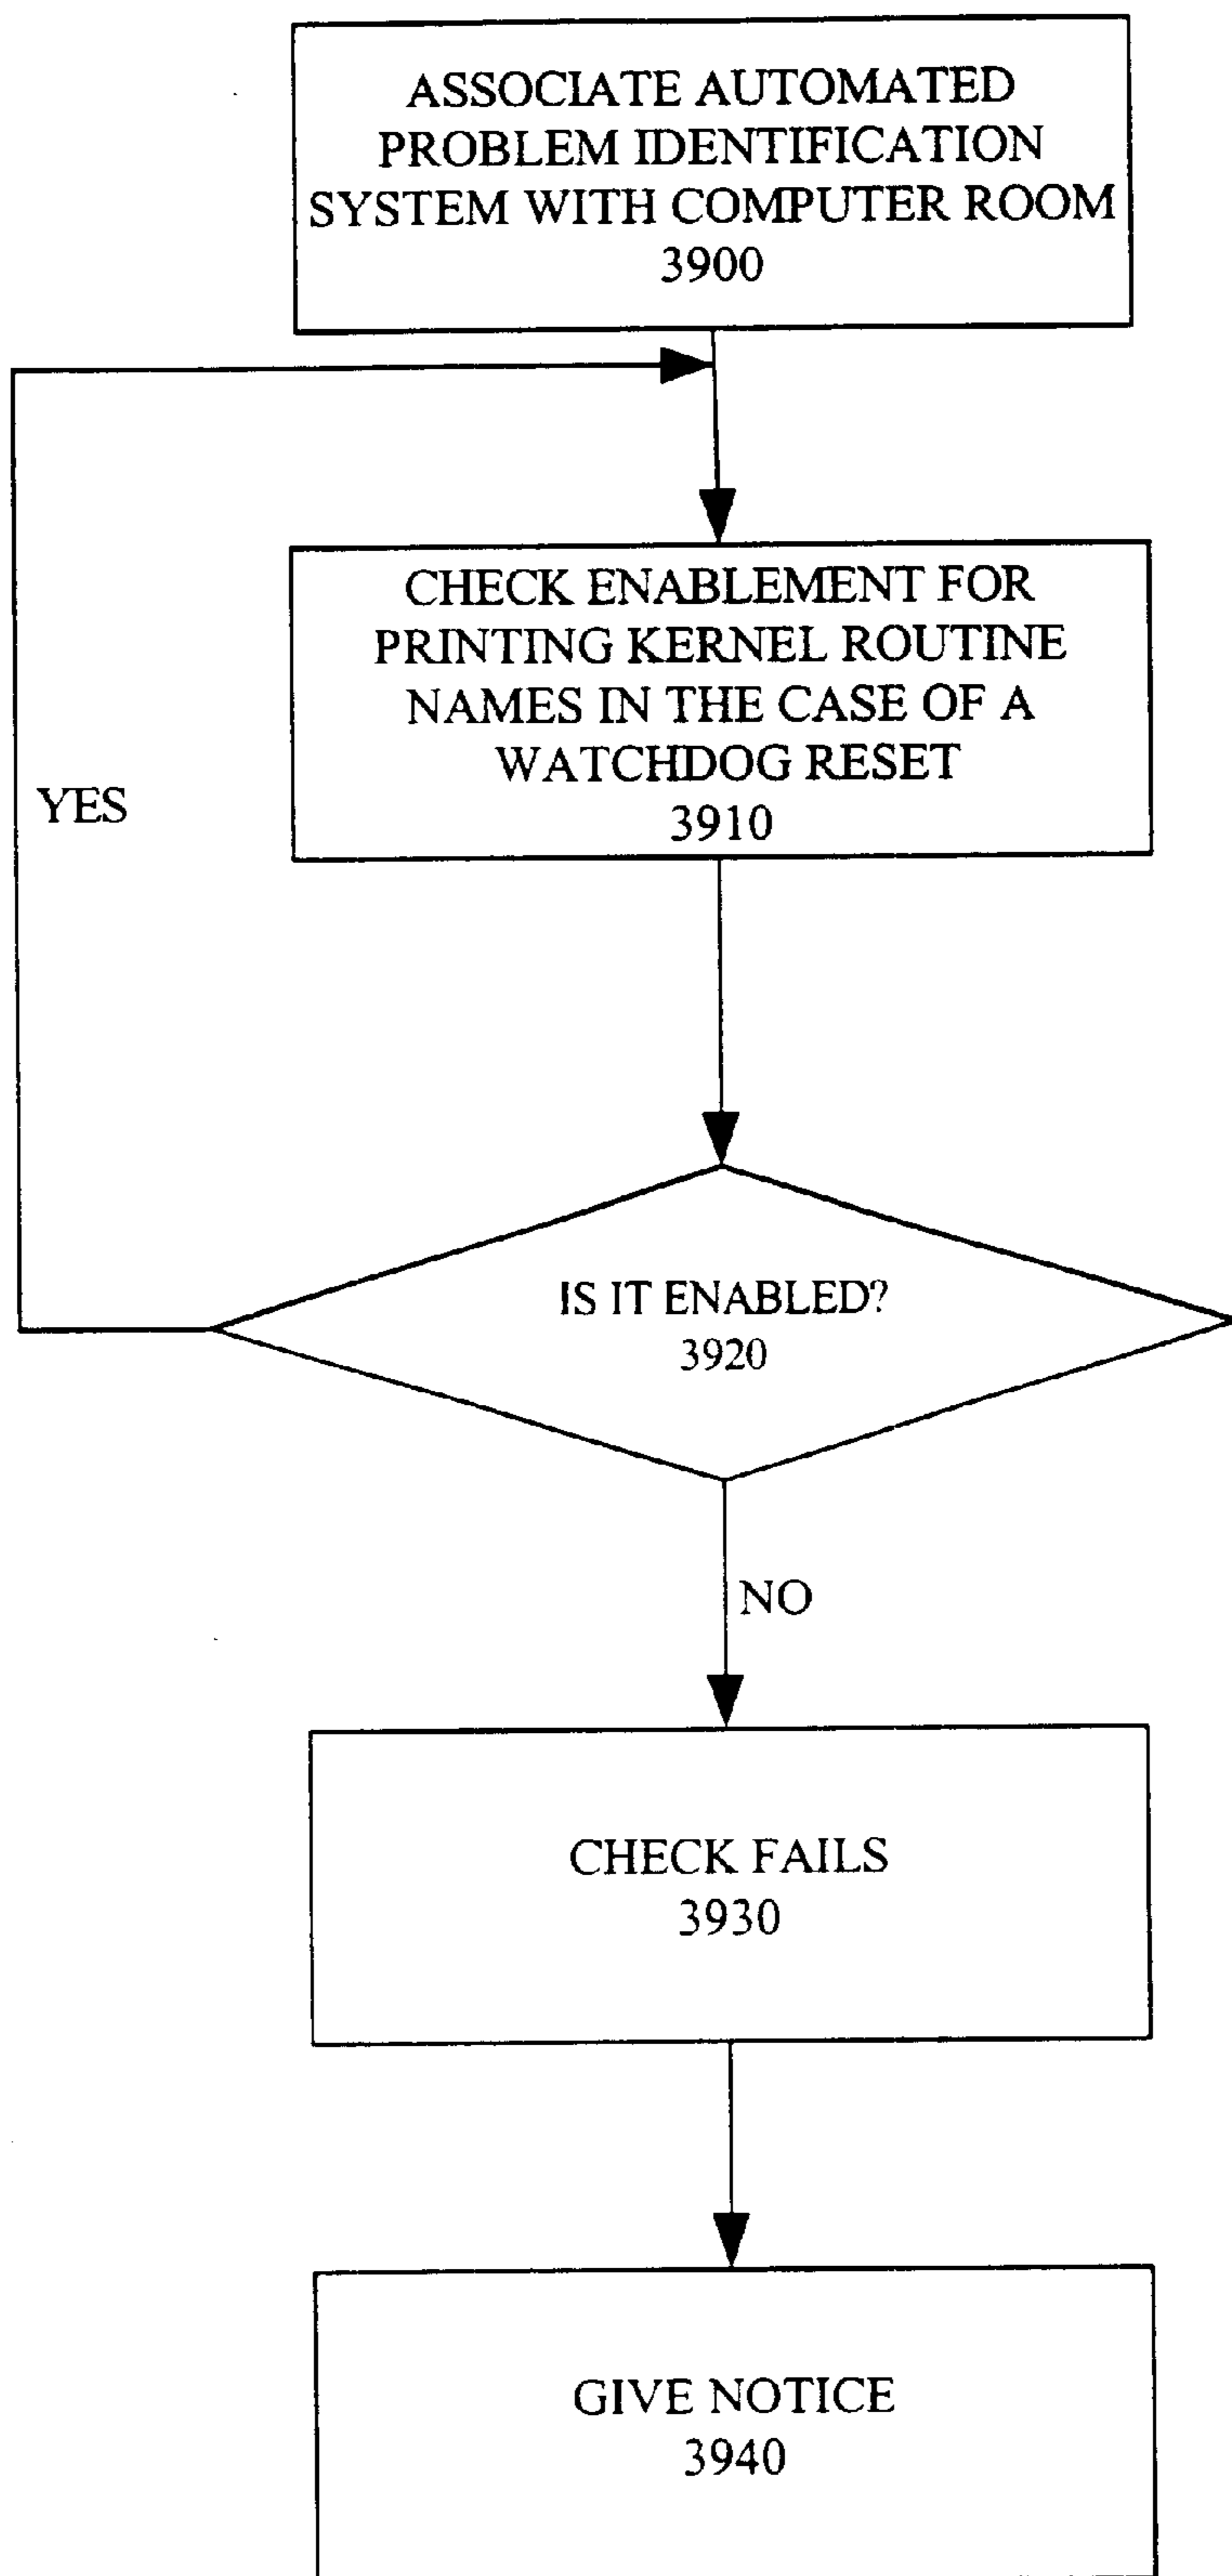 ASSOCIATE AUTOMATED
PROBLEM IDENTIFICATION
SYSTEM WITH COMPUTER ROOM
3900
CHECK ENABLEMENT FOR
PRINTING KERNEL ROUTINE
NAMES IN THE CASE OF A
WATCHDOG RESET
3910
YES
IS IT ENABLED?
3920
NO
CHECK FAILS
3930
GIVE NOTICE
3940